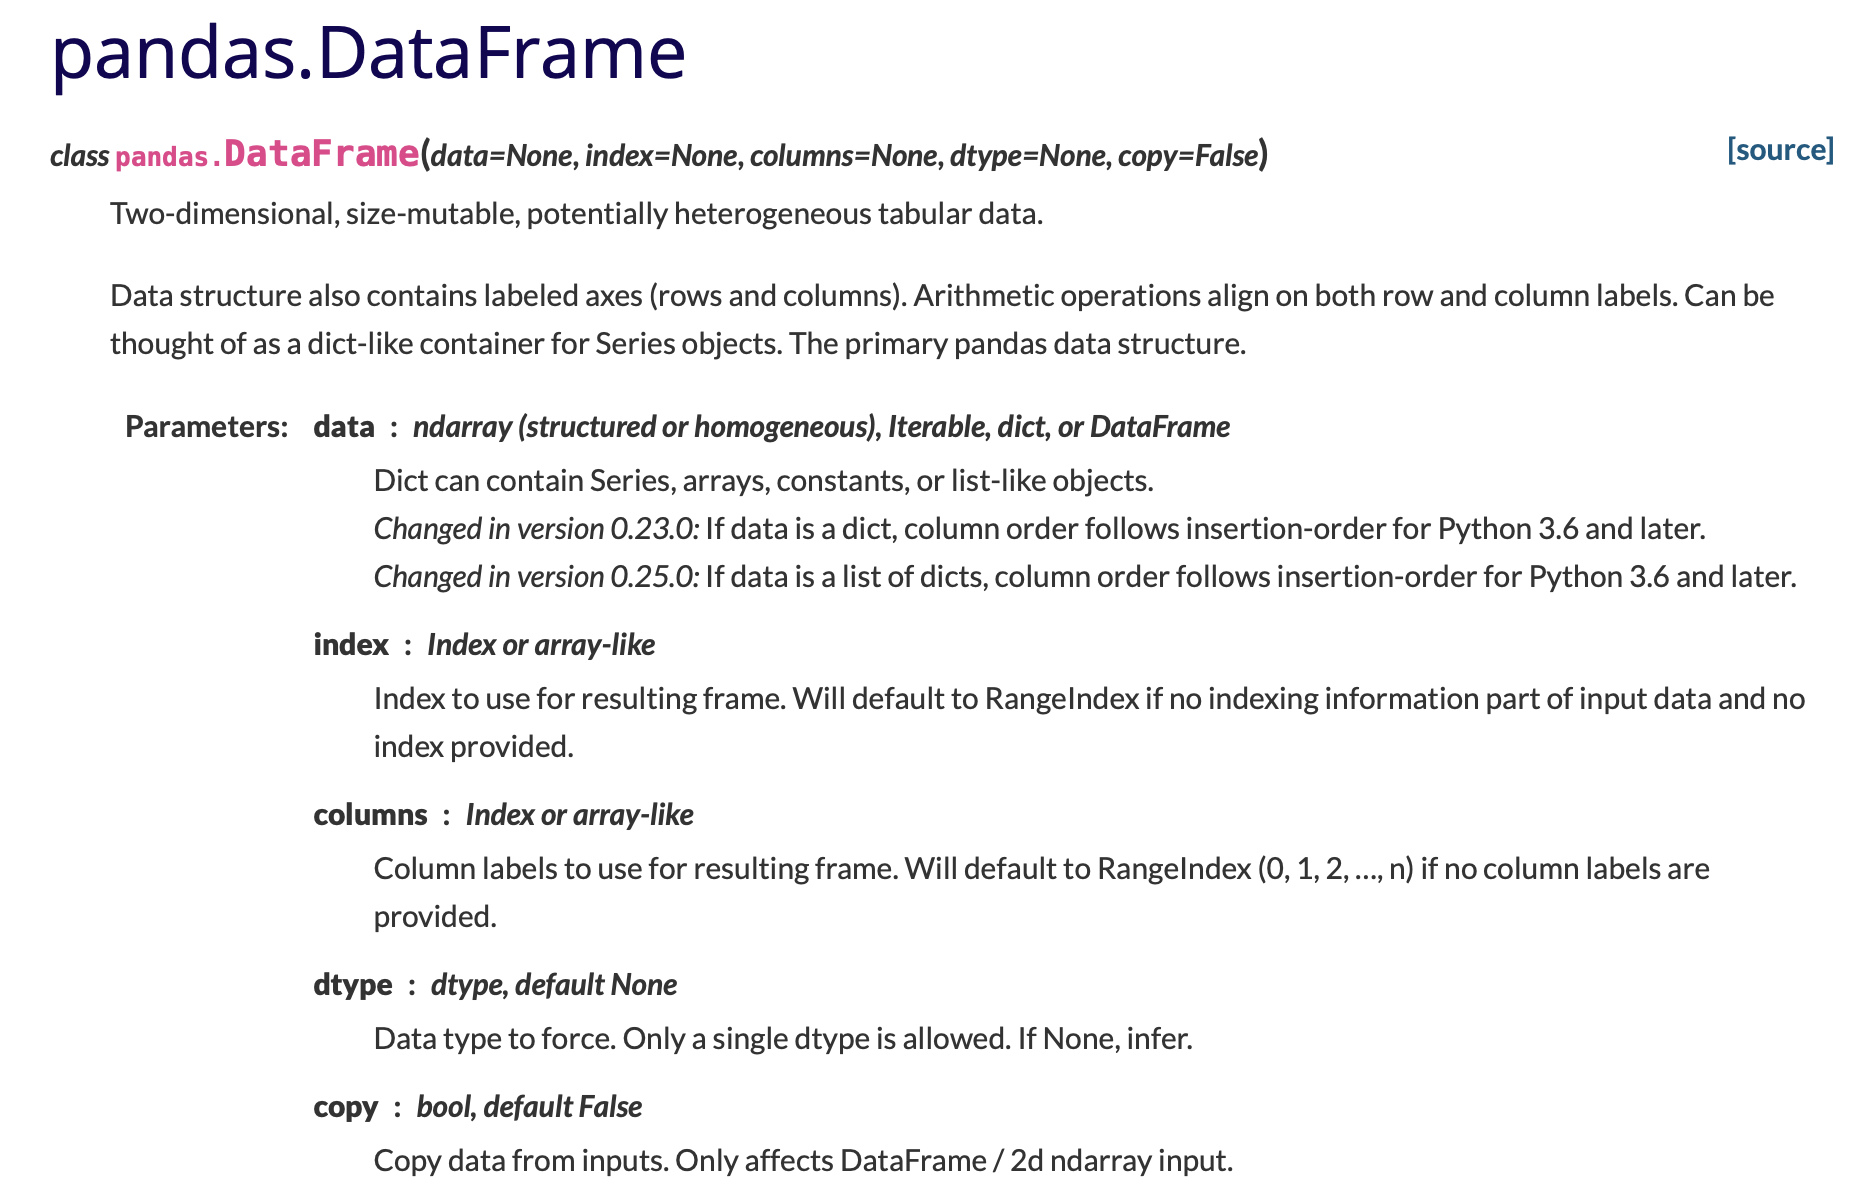 pandas.DataFrame
class pandas.DataFrame(data=None, index=None, columns=None, dtype=None, copy=False) [source]
Two-dimensional, size-mutable, potentially heterogeneous tabular data.
Data structure also contains labeled axes (rows and columns). Arithmetic operations align on both row and column labels. Can be
thought of as a dict-like container for Series objects. The primary pandas data structure.
Parameters: data : ndarray (structured or homogeneous), Iterable, dict, or DataFrame
Dict can contain Series, arrays, constants, or list-like objects.
Changed in version 0.23.0: If data is a dict, column order follows insertion-order for Python 3.6 and later.
Changed in version 0.25.0: If data is a list of dicts, column order follows insertion-order for Python 3.6 and later.
index : Index or array-like
Index to use for resulting frame. Will default to RangeIndex if no indexing information part of input data and no
index provided.
columns : Index or array-like
Column labels to use for resulting frame. Will default to RangeIndex (0, 1, 2, …, n) if no column labels are
provided.
dtype : dtype, default None
Data type to force. Only a single dtype is allowed. If None, infer.
copy : bool, default False
Copy data from inputs. Only affects DataFrame / 2d ndarray input.